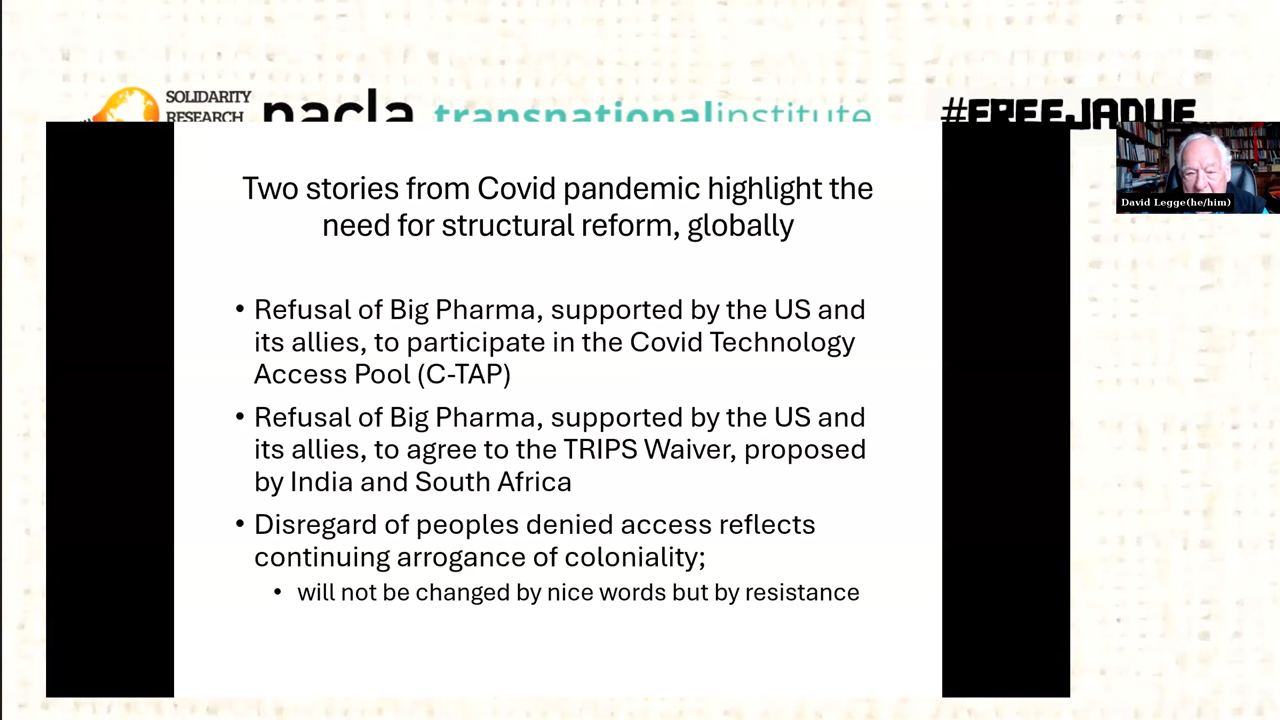 SOLIDARITY
RESEARCH
nacla
transnationalinstitute
#FREEJADUE
David Legge(he/him)
Two stories from Covid pandemic highlight the
need for structural reform, globally
• Refusal of Big Pharma, supported by the US and
its allies, to participate in the Covid Technology
Access Pool (C-TAP)
• Refusal of Big Pharma, supported by the US and
its allies, to agree to the TRIPS Waiver, proposed
by India and South Africa
• Disregard of peoples denied access reflects
continuing arrogance of coloniality;
• will not be changed by nice words but by resistance